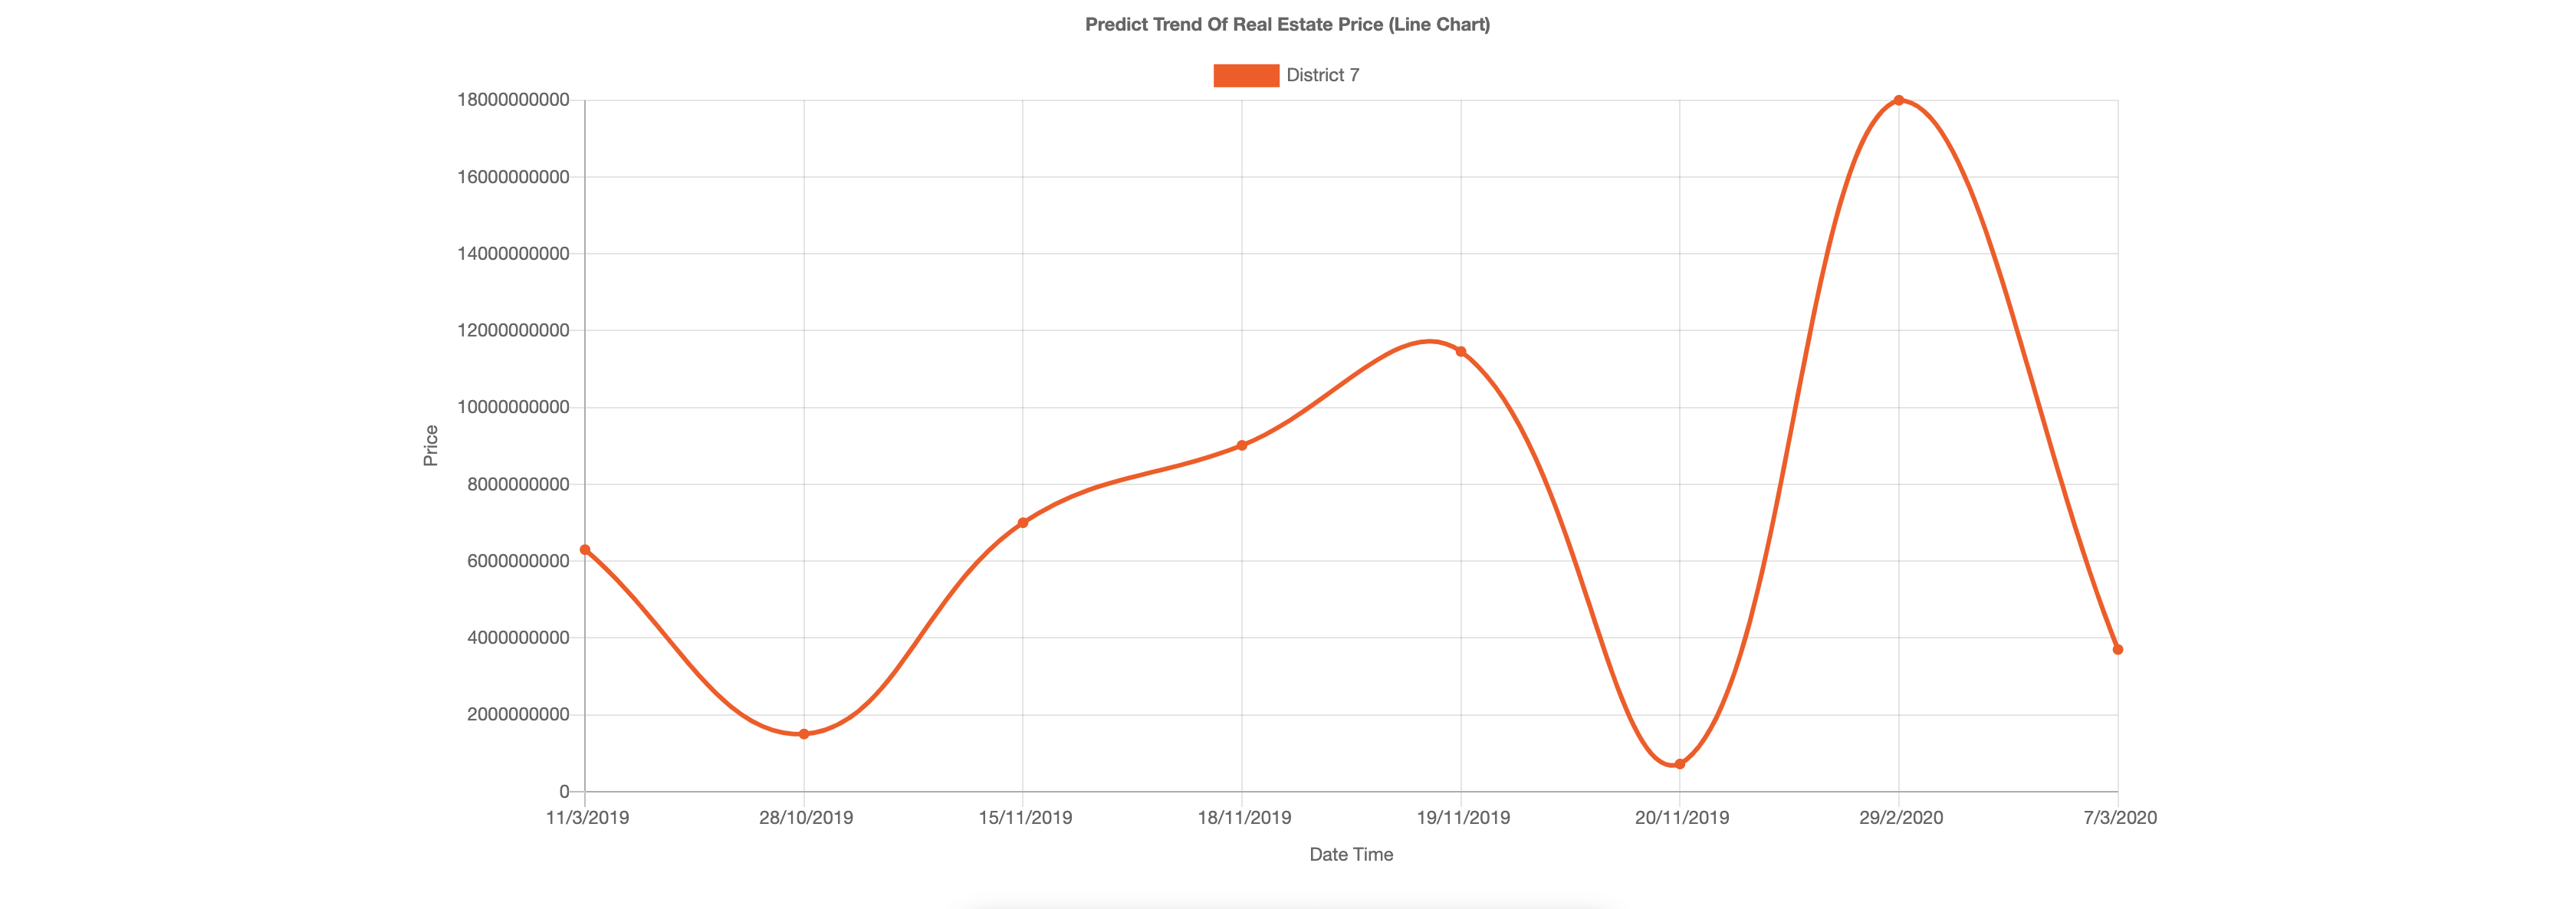 Predict Trend Of Real Estate Price (Line Chart)
District 7
18000000000
16000000000
14000000000
12000000000
10000000000
8000000000
6000000000
4000000000
2000000000
0
Price
11/3/2019 28/10/2019 15/11/2019 18/11/2019 19/11/2019 20/11/2019 29/2/2020 7/3/2020
Date Time